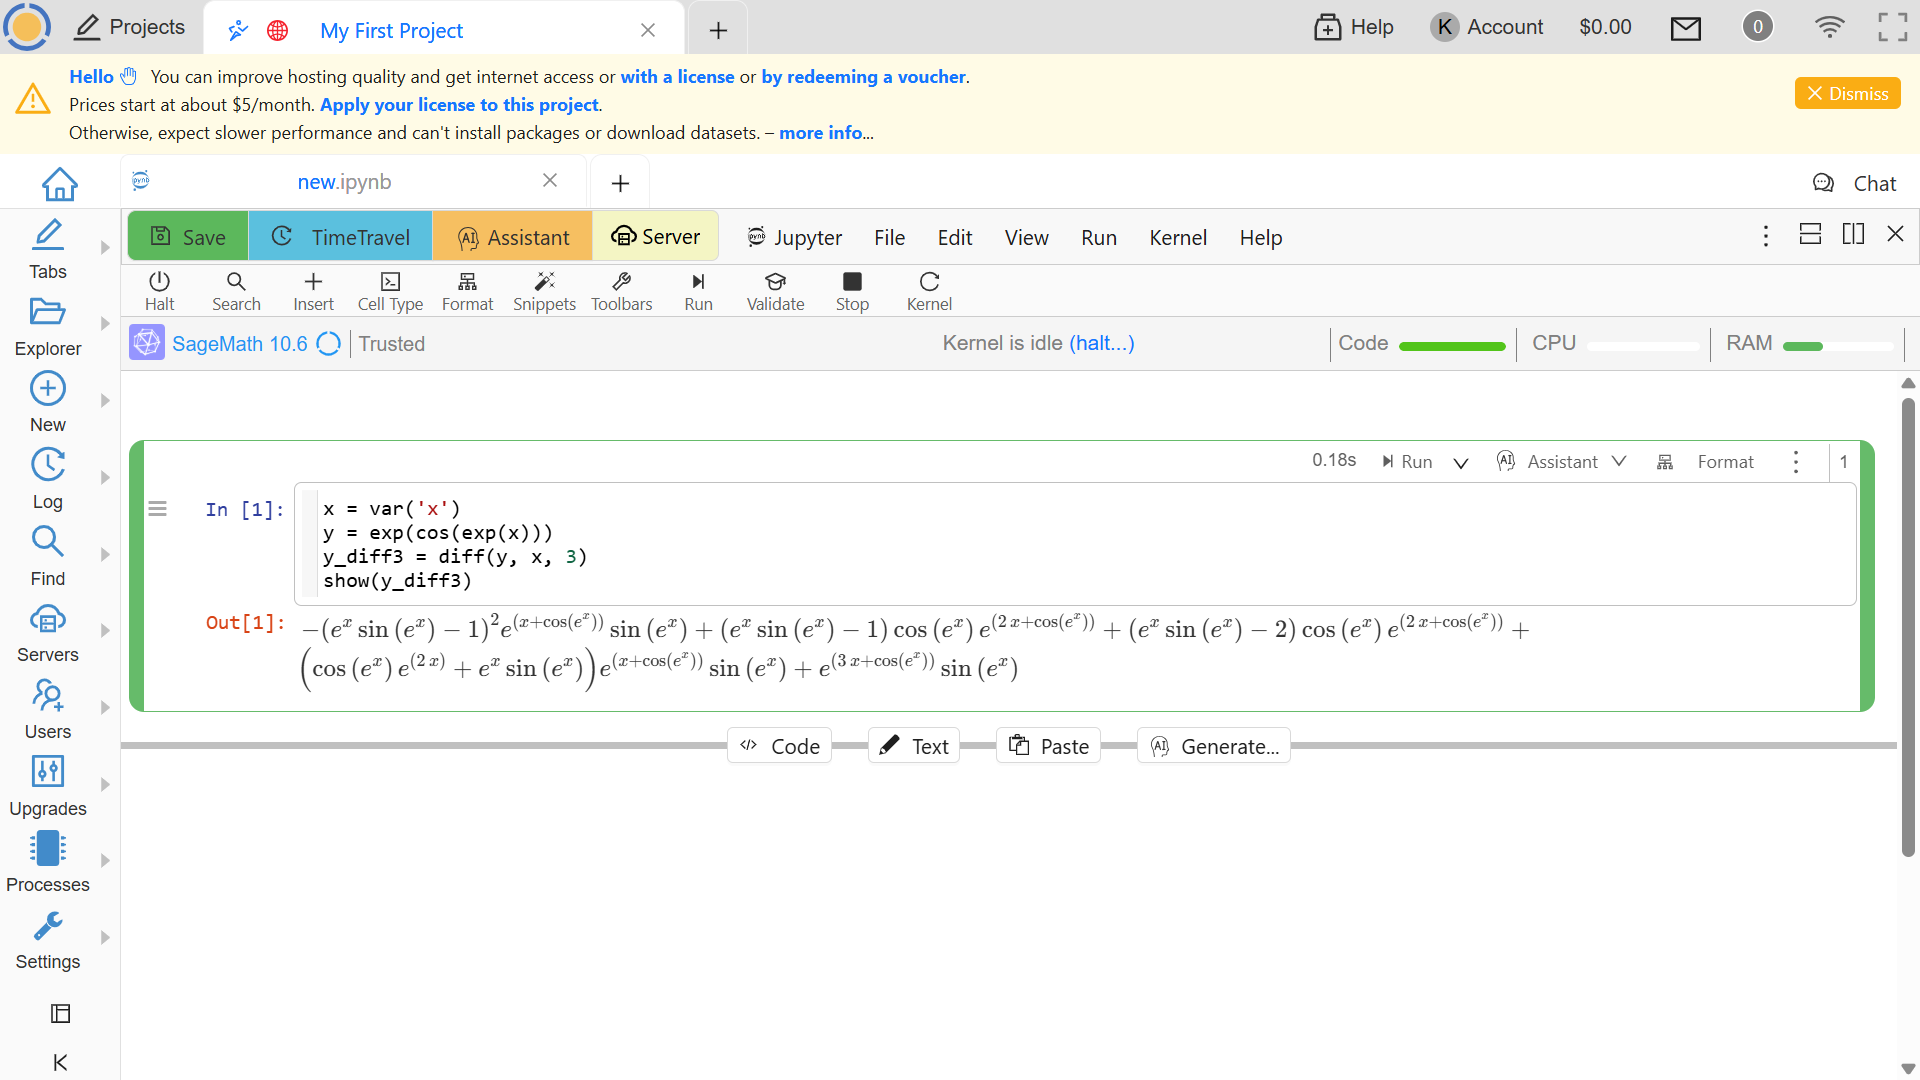 Projects
My First Project
Help
K Account
$0.00
0
Hello You can improve hosting quality and get internet access or with a license or by redeeming a voucher.
Prices start at about $5/month. Apply your license to this project.
Otherwise, expect slower performance and can't install packages or download datasets. – more info...
Dismiss
new.ipynb
Chat
Save TimeTravel Assistant Server Jupyter File Edit View Run Kernel Help
Halt Search Insert Cell Type Format Snippets Toolbars Run Validate Stop Kernel
SageMath 10.6 Trusted Kernel is idle (halt...) Code CPU RAM
Tabs
Explorer
New
Log
Find
Servers
Users
Upgrades
Processes
Settings
0.18s Run Assistant Format 1
In [1]: x = var('x')
y = exp(cos(exp(x)))
y_diff3 = diff(y, x, 3)
show(y_diff3)
Out[1]: −(e^x sin (e^x) − 1)^2 e^(x+cos(e^x)) sin (e^x) + (e^x sin (e^x) − 1) cos (e^x) e^(2 x+cos(e^x)) + (e^x sin (e^x) − 2) cos (e^x) e^(2 x+cos(e^x)) +
(cos (e^x) e^(2 x) + e^x sin (e^x)) e^(x+cos(e^x)) sin (e^x) + e^(3 x+cos(e^x)) sin (e^x)
Code Text Paste Generate...